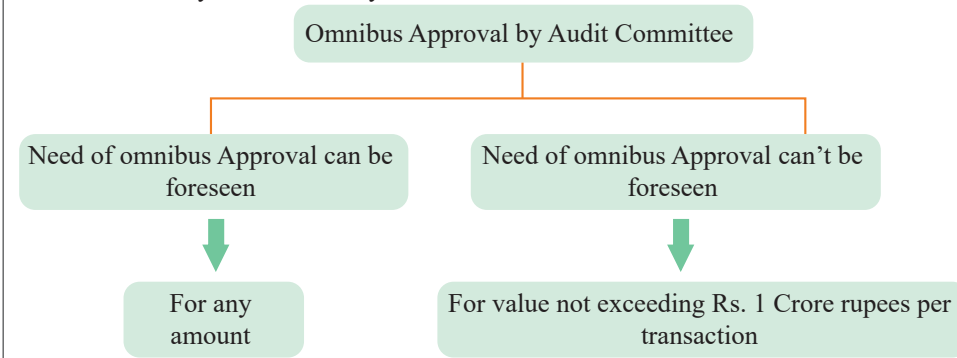 Omnibus Approval by Audit Committee
Need of omnibus Approval can be
foreseen
Need of omnibus Approval can’t be
foreseen
For any
amount
For value not exceeding Rs. 1 Crore rupees per
transaction